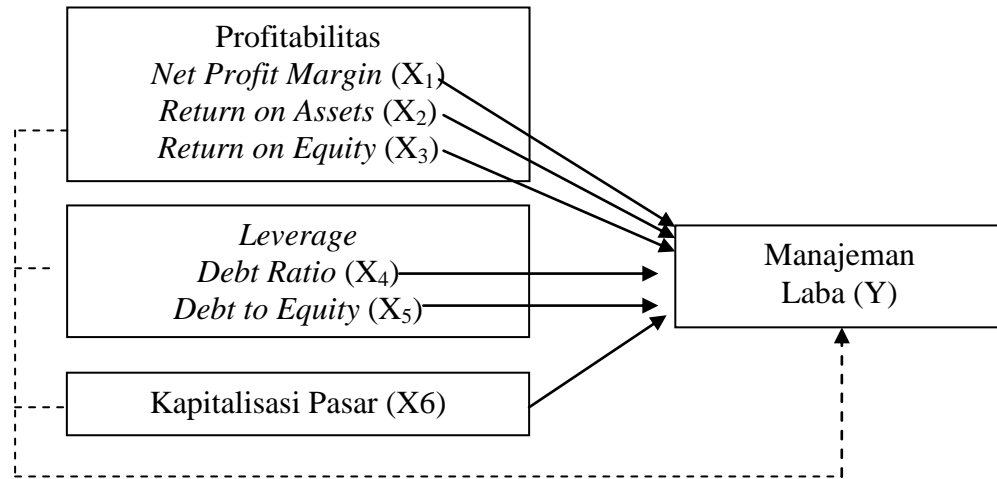 Profitabilitas
Net Profit Margin (X₁)
Return on Assets (X₂)
Return on Equity (X₃)
Leverage
Debt Ratio (X₄)
Debt to Equity (X₅)
Kapitalisasi Pasar (X6)
Manajeman
Laba (Y)